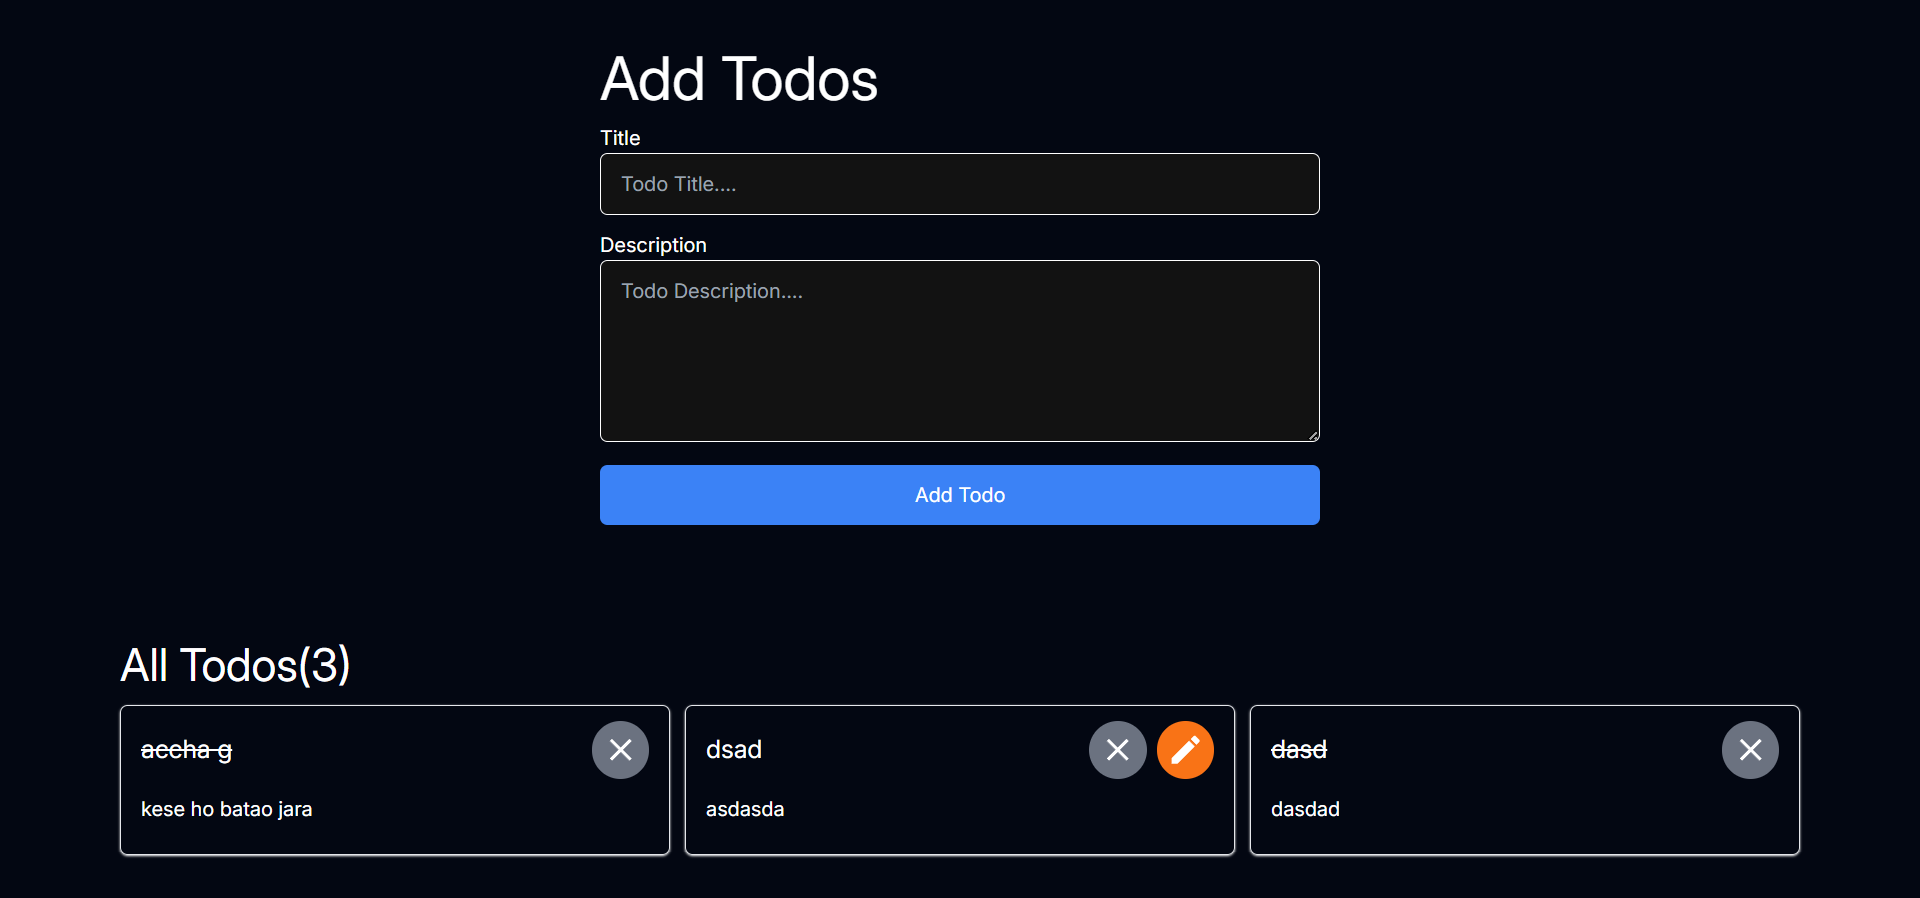 Add Todos
Title
Todo Title....
Description
Todo Description....
Add Todo
All Todos(3)
accha g
kese ho batao jara
dsad
asdasda
dasd
dasdad